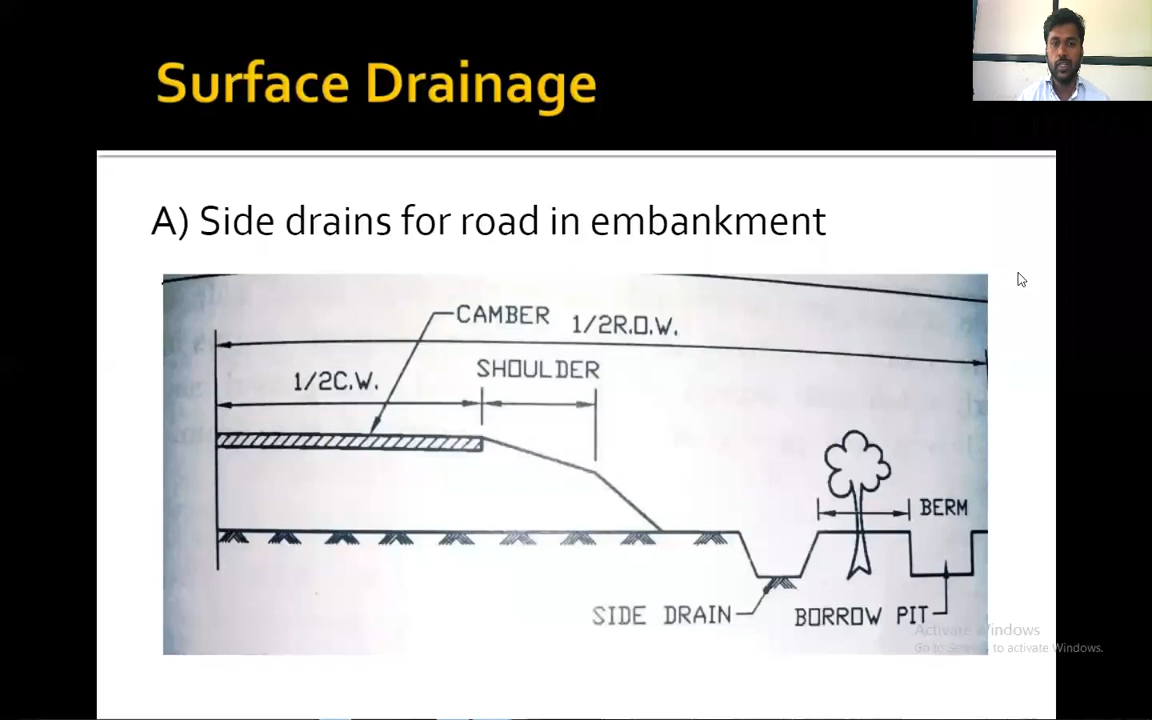 Surface Drainage
A) Side drains for road in embankment
CAMBER
1/2R.O.W.
1/2C.W.
SHOULDER
BERM
SIDE DRAIN
BORROW PIT
Activate Windows
Go to Settings to activate Windows.